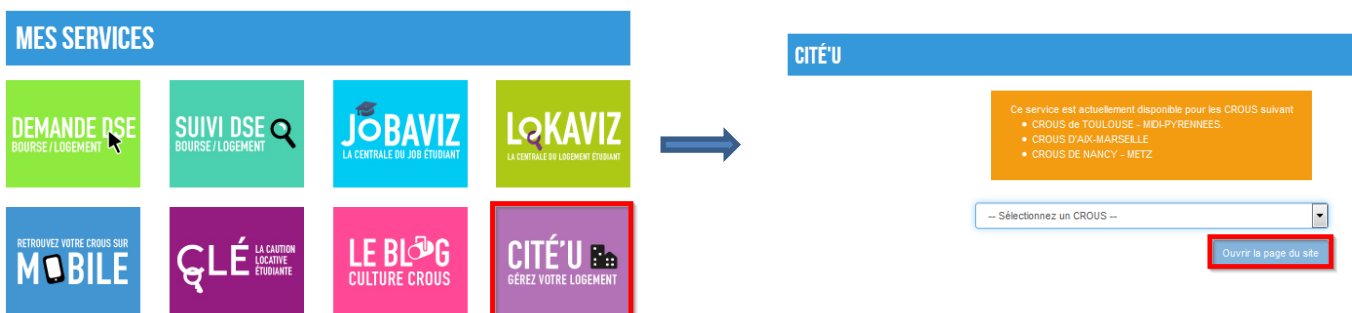 MES SERVICES
DEMANDE DSE
BOURSE/LOGEMENT
SUIVI DSE
BOURSE/LOGEMENT
JOBAVIZ
LA CENTRALE DU JOB ÉTUDIANT
LOKAVIZ
LA CENTRALE DU LOGEMENT ÉTUDIANT
RETROUVEZ VOTRE CROUS SUR
MOBILE
CLÉ
LA CAUTION
LOCATIVE
ÉTUDIANTE
LE BLOG
CULTURE CROUS
CITÉ'U
GÉREZ VOTRE LOGEMENT
CITÉ'U
Ce service est actuellement disponible pour les CROUS suivant
• CROUS de TOULOUSE - MIDI-PYRENNEES.
• CROUS D'AIX-MARSEILLE
• CROUS DE NANCY - METZ
-- Sélectionnez un CROUS --
Ouvrir la page du site